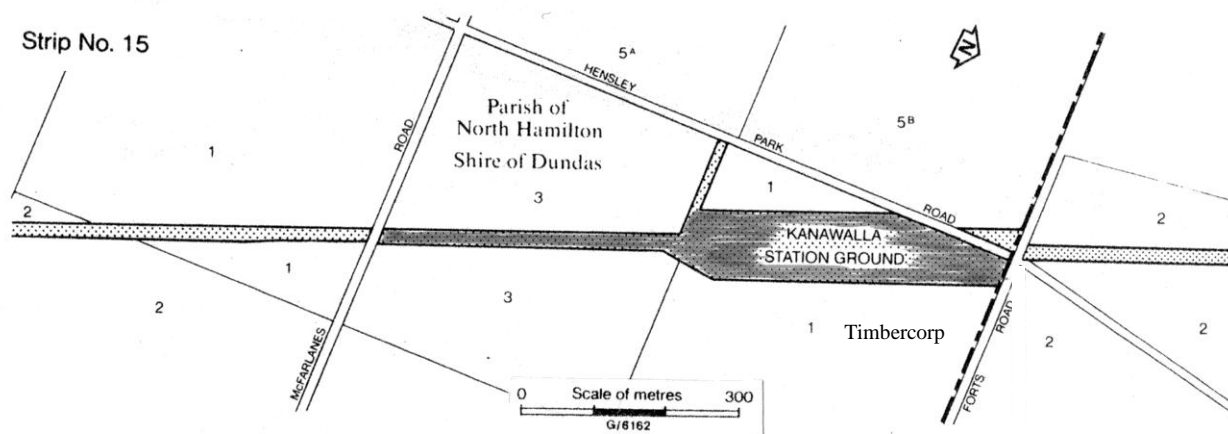 Strip No. 15
5A
HENSLEY
PARK
ROAD
N
Parish of
North Hamilton
Shire of Dundas
5B
ROAD
1
1
2
3
2
KANAWALLA
STATION GROUND
1
3
2
1
Timbercorp
2
2
McFARLANES
ROAD
FORTS
0 Scale of metres 300
G/6162